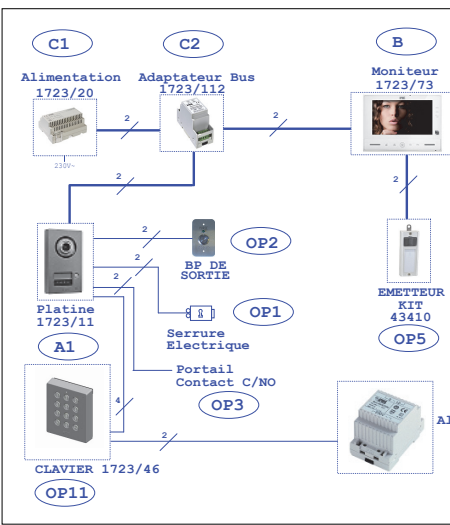 C1
C2
B
Alimentation
1723/20
Adaptateur Bus
1723/112
Moniteur
1723/73
2
2
230V~
2
2
2
BP DE
SORTIE
OP2
2
2
OP1
Serrure
Electrique
Platine
1723/11
A1
Portail
Contact C/NO
OP3
EMETTEUR
KIT
43410
OP5
4
2
CLAVIER 1723/46
OP11